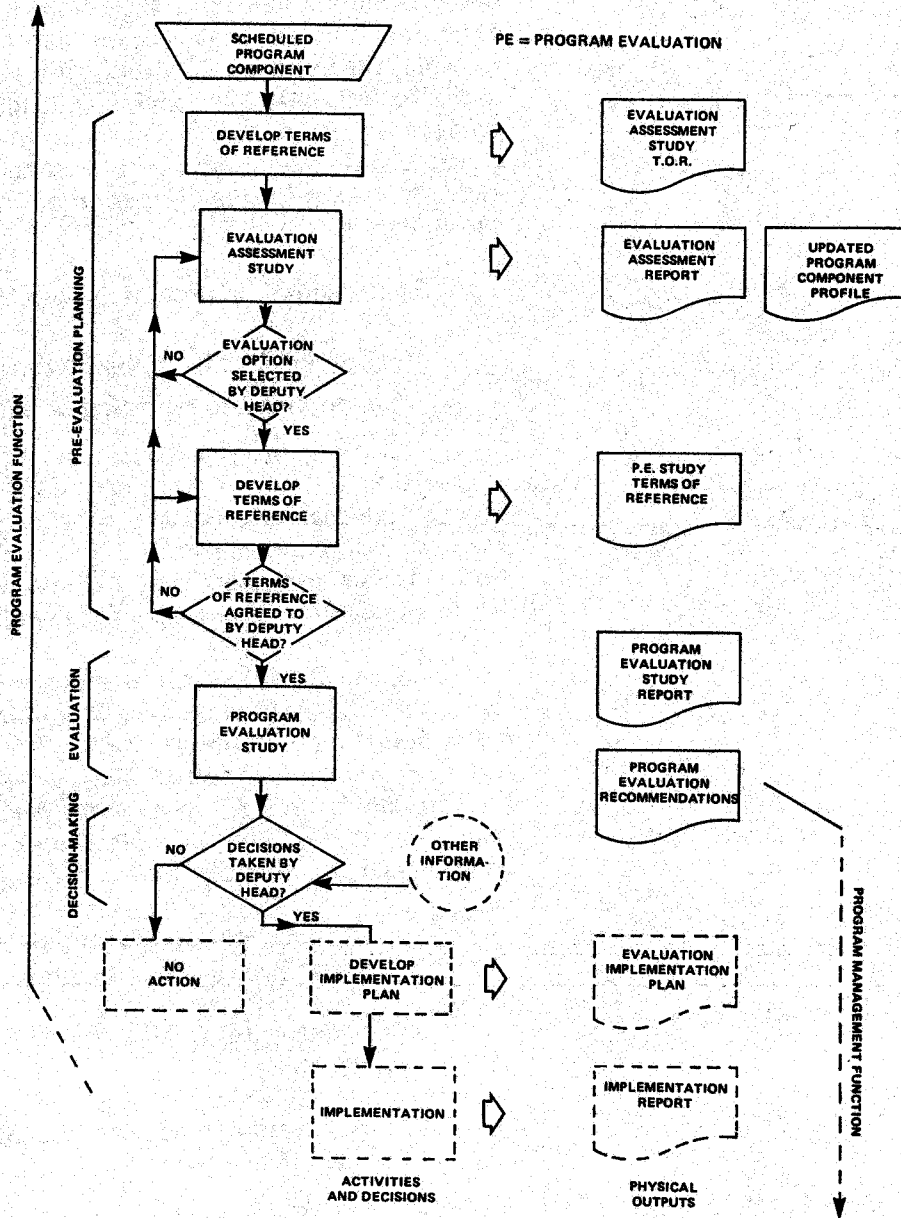 SCHEDULED
PROGRAM
COMPONENT
PE = PROGRAM EVALUATION
DEVELOP TERMS
OF REFERENCE
EVALUATION
ASSESSMENT
STUDY
T.O.R.
EVALUATION
ASSESSMENT
STUDY
EVALUATION
ASSESSMENT
REPORT
UPDATED
PROGRAM
COMPONENT
PROFILE
EVALUATION
OPTION
SELECTED
BY DEPUTY
HEAD?
NO
YES
DEVELOP
TERMS OF
REFERENCE
P.E. STUDY
TERMS OF
REFERENCE
TERMS
OF REFERENCE
AGREED TO
BY DEPUTY
HEAD?
NO
YES
PROGRAM
EVALUATION
STUDY
REPORT
PROGRAM
EVALUATION
STUDY
PROGRAM
EVALUATION
RECOMMENDATIONS
DECISIONS
TAKEN BY
DEPUTY
HEAD?
NO
YES
OTHER
INFORMA-
TION
NO
ACTION
DEVELOP
IMPLEMENTATION
PLAN
EVALUATION
IMPLEMENTATION
PLAN
IMPLEMENTATION
IMPLEMENTATION
REPORT
ACTIVITIES
AND DECISIONS
PHYSICAL
OUTPUTS
PROGRAM EVALUATION FUNCTION
PRE-EVALUATION PLANNING
EVALUATION
DECISION-MAKING
PROGRAM MANAGEMENT FUNCTION